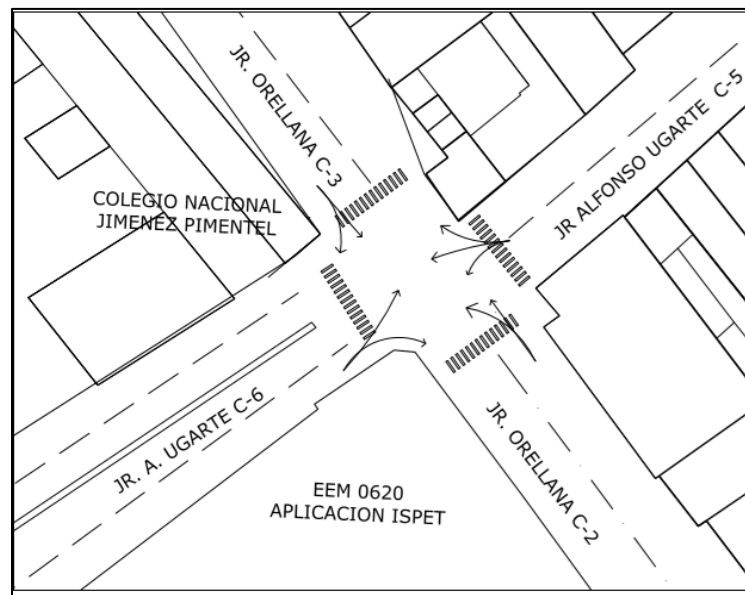 JR. ORELLANA C-3
JR ALFONSO UGARTE C-5
COLEGIO NACIONAL
JIMENEZ PIMENTEL
JR. A. UGARTE C-6
JR. ORELLANA C-2
EEM 0620
APLICACION ISPET